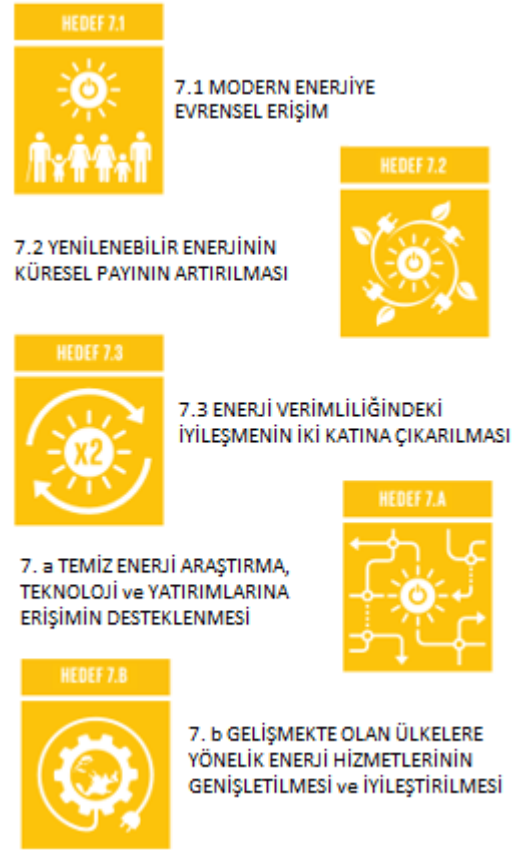 HEDEF 7.1
7.1 MODERN ENERJİYE
EVRENSEL ERİŞİM
HEDEF 7.2
7.2 YENİLENEBİLİR ENERJİNİN
KÜRESEL PAYININ ARTIRILMASI
HEDEF 7.3
X2
7.3 ENERJİ VERİMLİLİĞİNDEKİ
İYİLEŞMENİN İKİ KATINA ÇIKARILMASI
HEDEF 7.A
7. a TEMİZ ENERJİ ARAŞTIRMA,
TEKNOLOJİ ve YATIRIMLARINA
ERİŞİMİN DESTEKLENMESİ
HEDEF 7.B
7. b GELİŞMEKTE OLAN ÜLKELERE
YÖNELİK ENERJİ HİZMETLERİNİN
GENİŞLETİLMESİ ve İYİLEŞTİRİLMESİ